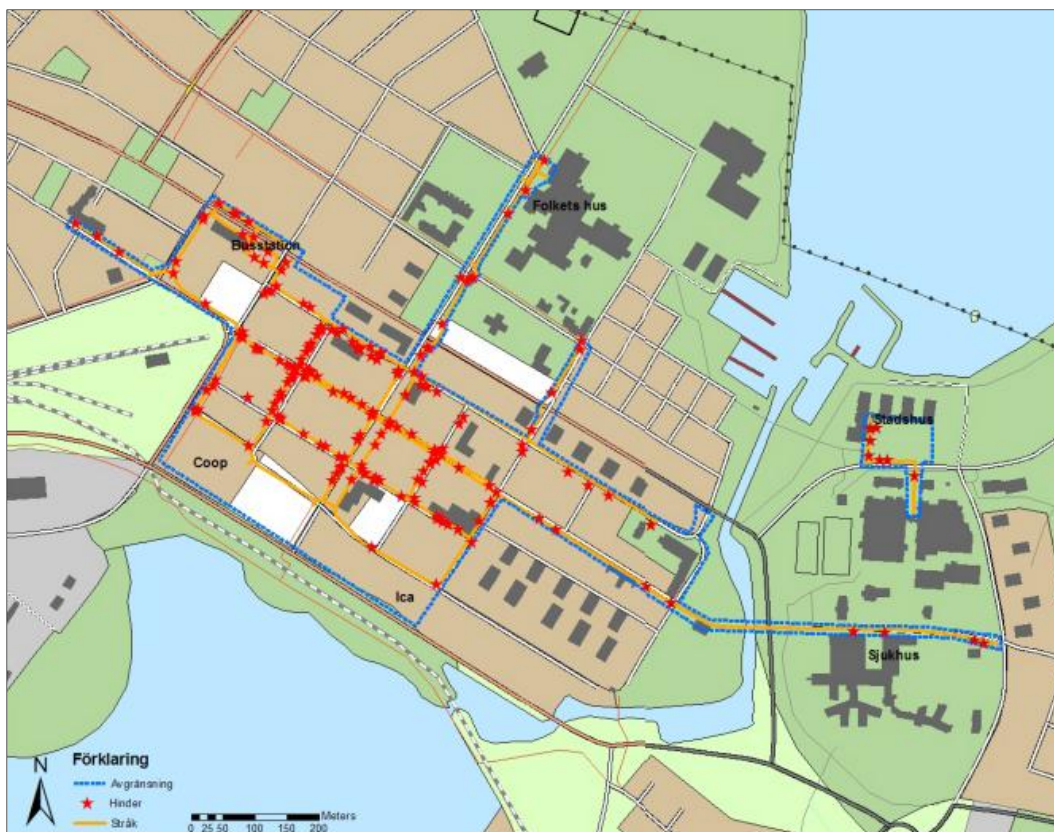 Folkets hus
Busstation
Stadshus
Coop
Ica
Sjukhus
N
Förklaring
Avgränsning
Hinder
Stråk
Meters
0 25 50 100 150 200